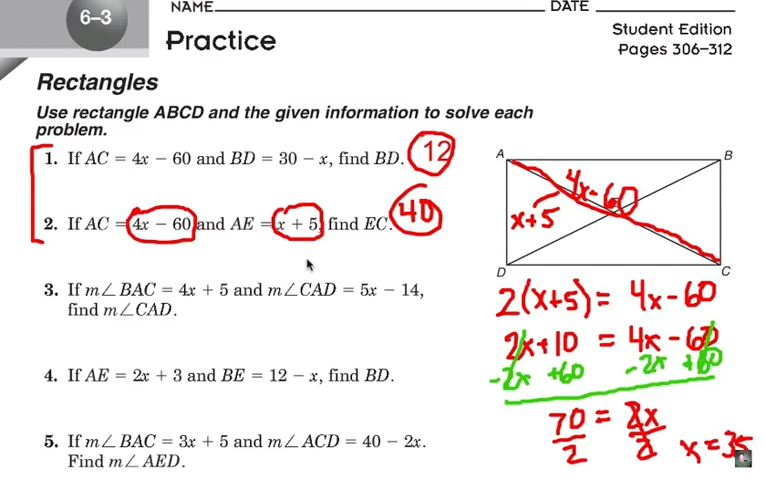 6–3
NAME
DATE
Practice
Student Edition
Pages 306–312
Rectangles
Use rectangle ABCD and the given information to solve each
problem.
1. If AC = 4x − 60 and BD = 30 − x, find BD. 12
2. If AC = 4x − 60 and AE = x + 5, find EC. 40
3. If m∠BAC = 4x + 5 and m∠CAD = 5x − 14,
find m∠CAD.
4. If AE = 2x + 3 and BE = 12 − x, find BD.
5. If m∠BAC = 3x + 5 and m∠ACD = 40 − 2x.
Find m∠AED.
A
B
4x-60
x+5
D
C
2(x+5) = 4x-60
2x+10 = 4x-60
-2x +60 -2x +60
70 = 2x
2 2
x=35